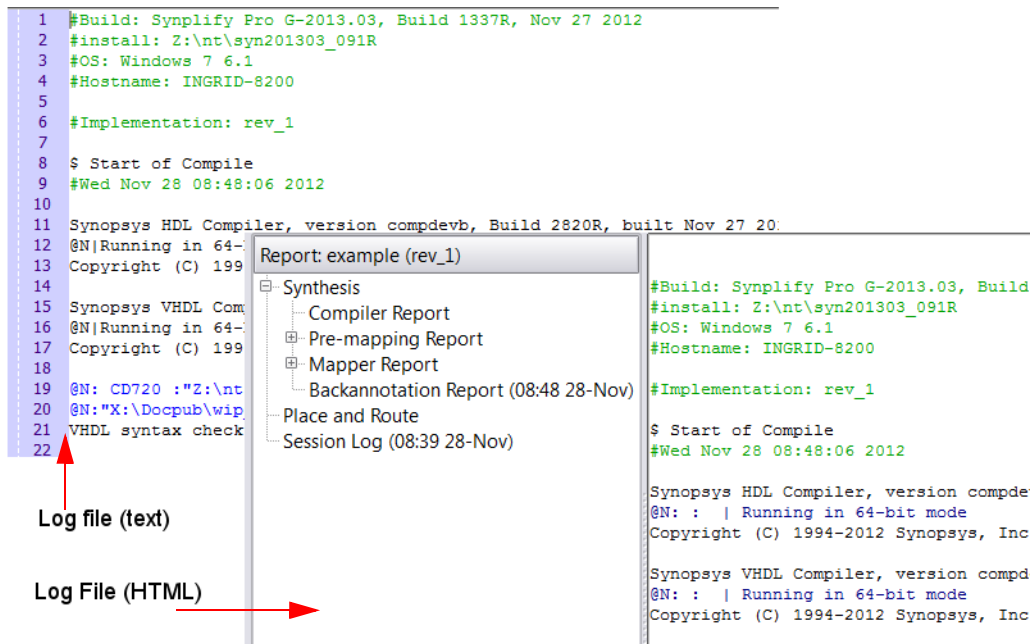 1 #Build: Synplify Pro G-2013.03, Build 1337R, Nov 27 2012
2 #install: Z:\nt\syn201303_091R
3 #OS: Windows 7 6.1
4 #Hostname: INGRID-8200
5
6 #Implementation: rev_1
7
8 $ Start of Compile
9 #Wed Nov 28 08:48:06 2012
10
11 Synopsys HDL Compiler, version compdevb, Build 2820R, built Nov 27 20
12 @N|Running in 64-
13 Copyright (C) 199
14
15 Synopsys VHDL Com
16 @N|Running in 64-
17 Copyright (C) 199
18
19 @N: CD720 :"Z:\nt
20 @N:"X:\Docpub\wip
21 VHDL syntax check
22
Log file (text)
Log File (HTML)
Report: example (rev_1)
Synthesis
Compiler Report
Pre-mapping Report
Mapper Report
Backannotation Report (08:48 28-Nov)
Place and Route
Session Log (08:39 28-Nov)
#Build: Synplify Pro G-2013.03, Build
#install: Z:\nt\syn201303_091R
#OS: Windows 7 6.1
#Hostname: INGRID-8200
#Implementation: rev_1
$ Start of Compile
#Wed Nov 28 08:48:06 2012
Synopsys HDL Compiler, version compde
@N: : | Running in 64-bit mode
Copyright (C) 1994-2012 Synopsys, Inc
Synopsys VHDL Compiler, version compd
@N: : | Running in 64-bit mode
Copyright (C) 1994-2012 Synopsys, Inc